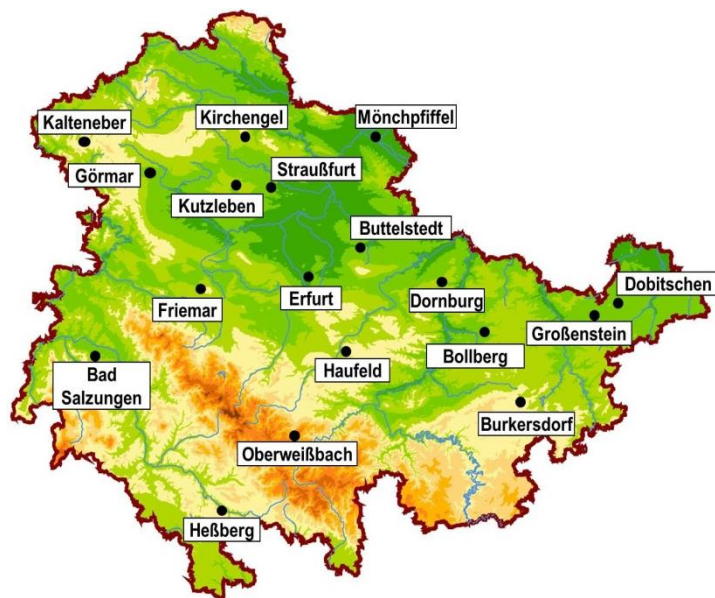 Kirchengel
Mönchpfiffel
Kalteneber
Görmar
Straußfurt
Kutzleben
Buttelstedt
Dobitschen
Friemar
Erfurt
Dornburg
Großenstein
Bollberg
Haufeld
Bad
Salzungen
Burkersdorf
Oberweißbach
Heßberg